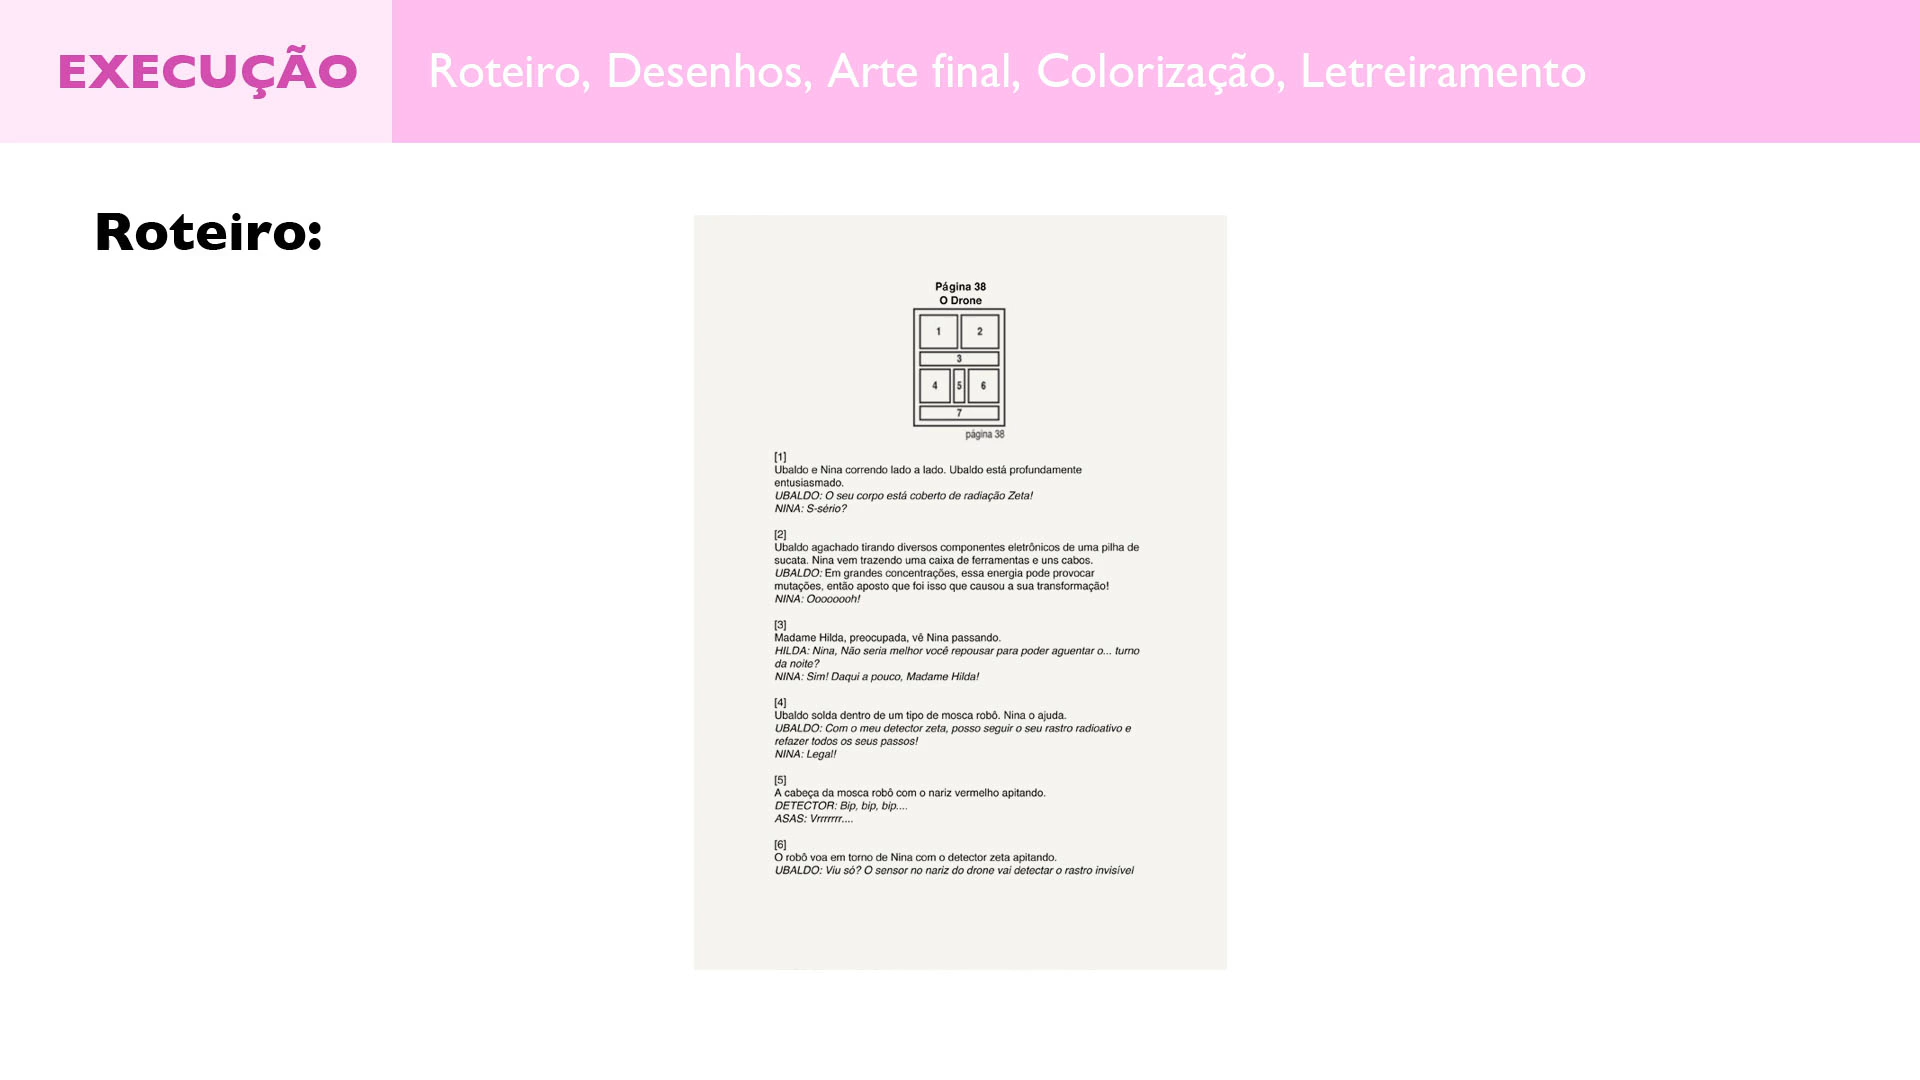 EXECUÇÃO
Roteiro, Desenhos, Arte final, Colorização, Letreiramento
Roteiro:
Página 38
O Drone
1 2
3
4 5 6
7
página 38
[1]
Ubaldo e Nina correndo lado a lado. Ubaldo está profundamente
entusiasmado.
UBALDO: O seu corpo está coberto de radiação Zeta!
NINA: S-sério?
[2]
Ubaldo agachado tirando diversos componentes eletrônicos de uma pilha de
sucata. Nina vem trazendo uma caixa de ferramentas e uns cabos.
UBALDO: Em grandes concentrações, essa energia pode provocar
mutações, então aposto que foi isso que causou a sua transformação!
NINA: Oooooooh!
[3]
Madame Hilda, preocupada, vê Nina passando.
HILDA: Nina, Não seria melhor você repousar para poder aguentar o... turno
da noite?
NINA: Sim! Daqui a pouco, Madame Hilda!
[4]
Ubaldo solda dentro de um tipo de mosca robô. Nina o ajuda.
UBALDO: Com o meu detector zeta, posso seguir o seu rastro radioativo e
refazer todos os seus passos!
NINA: Legal!
[5]
A cabeça da mosca robô com o nariz vermelho apitando.
DETECTOR: Bip, bip, bip....
ASAS: Vrrrrrrr....
[6]
O robô voa em torno de Nina com o detector zeta apitando.
UBALDO: Viu só? O sensor no nariz do drone vai detectar o rastro invisível